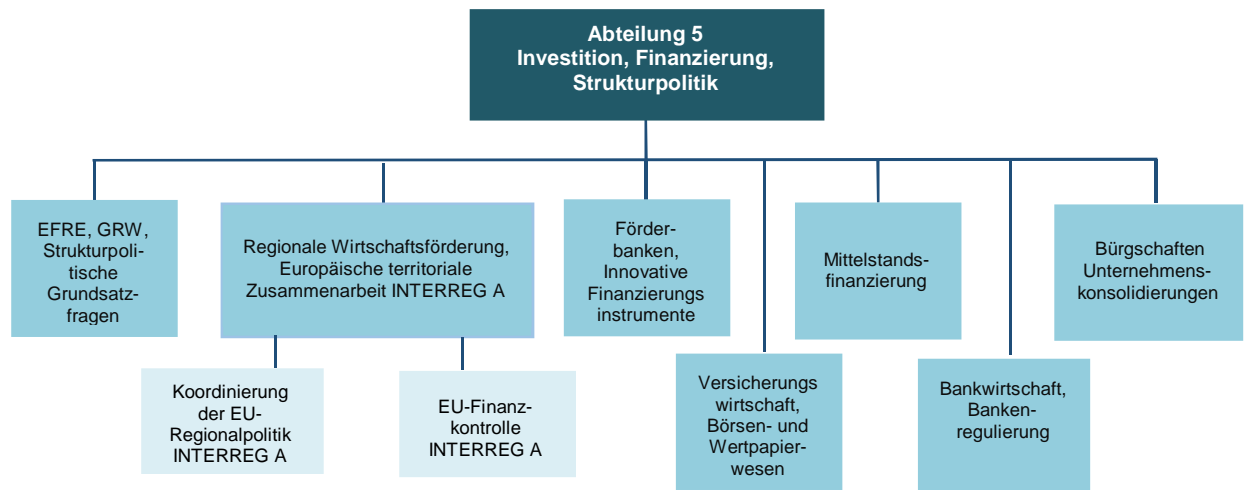 Abteilung 5
Investition, Finanzierung,
Strukturpolitik
EFRE, GRW,
Strukturpoli-
tische
Grundsatz-
fragen
Regionale Wirtschaftsförderung,
Europäische territoriale
Zusammenarbeit INTERREG A
Förder-
banken,
Innovative
Finanzierungs
instrumente
Mittelstands-
finanzierung
Bürgschaften
Unternehmens-
konsolidierungen
Koordinierung
der EU-
Regionalpolitik
INTERREG A
EU-Finanz-
kontrolle
INTERREG A
Versicherungs
wirtschaft,
Börsen- und
Wertpapier-
wesen
Bankwirtschaft,
Banken-
regulierung